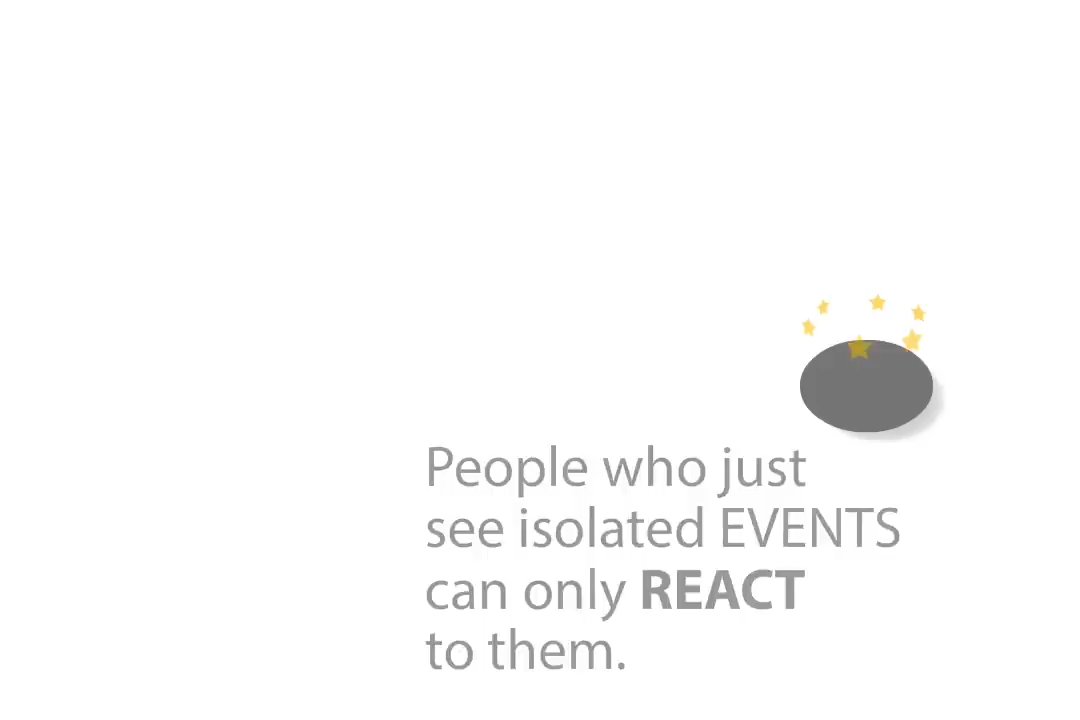 People who just
see isolated EVENTS
can only REACT
to them.